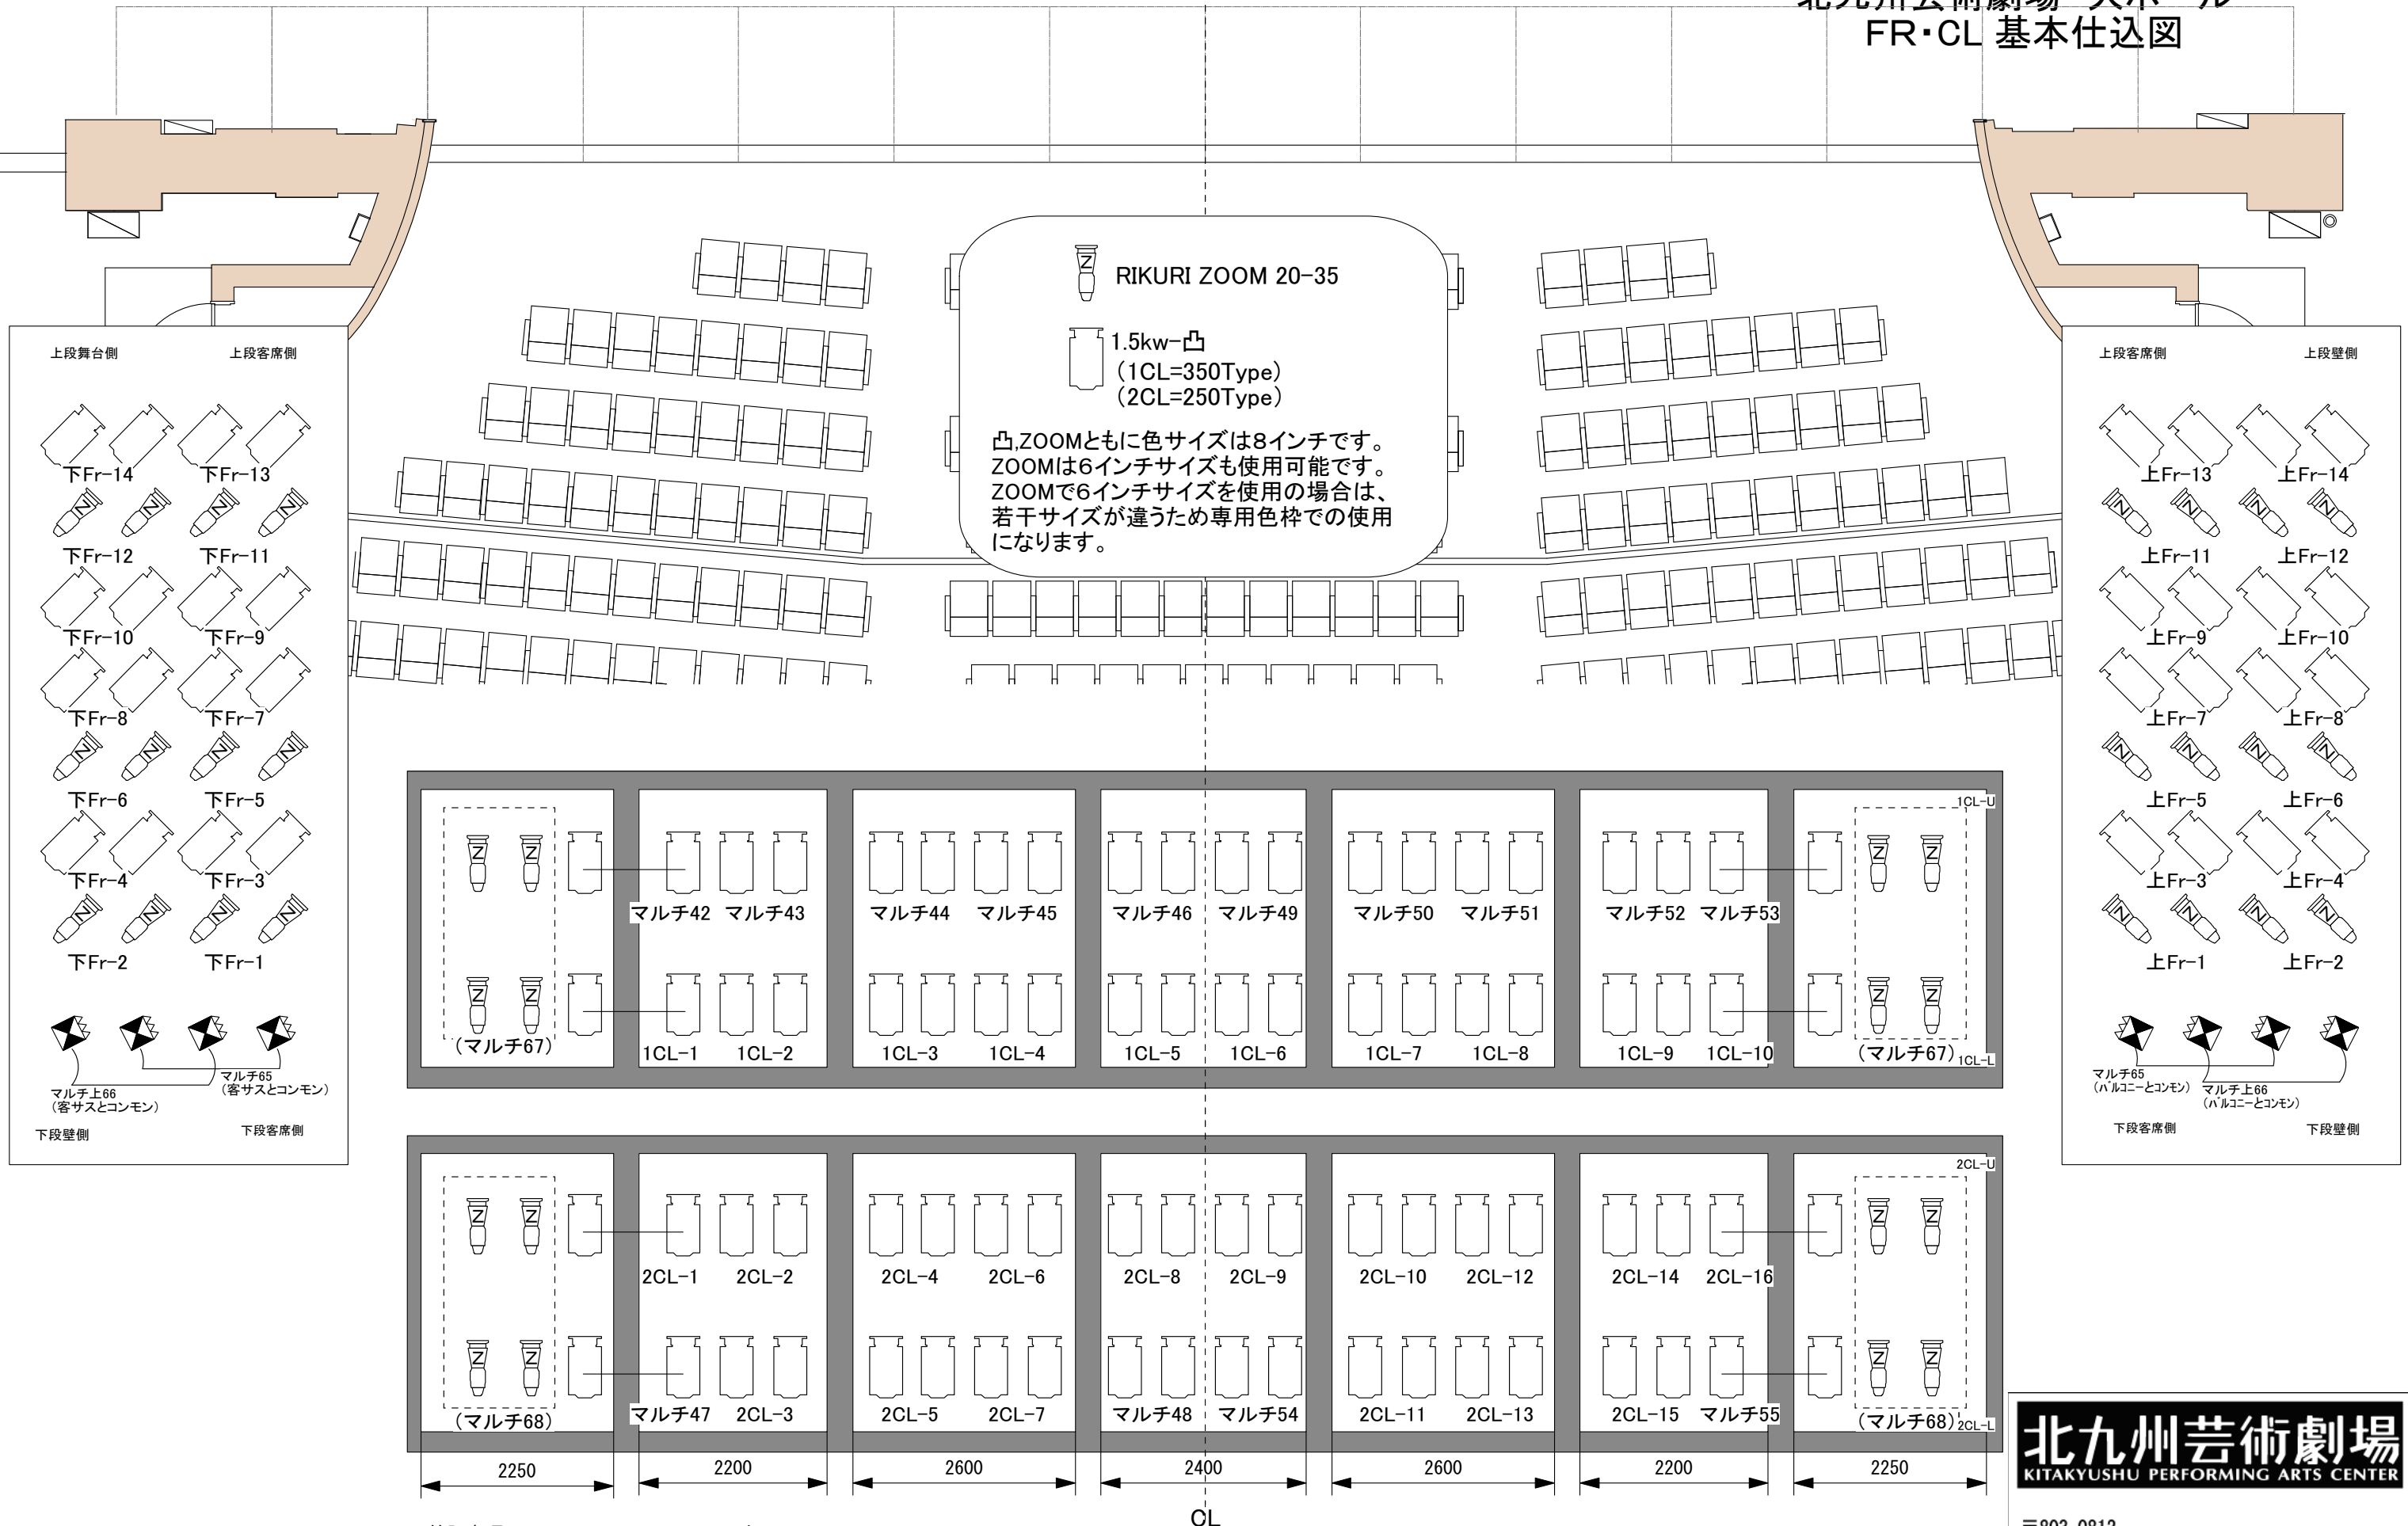 FR・CL 基本仕込図
RIKURI ZOOM 20-35
1.5kw-凸
(1CL=350Type)
(2CL=250Type)
凸,ZOOMともに色サイズは8インチです。
ZOOMは6インチサイズも使用可能です。
ZOOMで6インチサイズを使用の場合は、
若干サイズが違うため専用色枠での使用
になります。
上段舞台側 上段客席側
下Fr-14 下Fr-13
下Fr-12 下Fr-11
下Fr-10 下Fr-9
下Fr-8 下Fr-7
下Fr-6 下Fr-5
下Fr-4 下Fr-3
下Fr-2 下Fr-1
マルチ65
(客サスとコンモン)
マルチ上66
(客サスとコンモン)
下段壁側 下段客席側
上段客席側 上段壁側
上Fr-13 上Fr-14
上Fr-11 上Fr-12
上Fr-9 上Fr-10
上Fr-7 上Fr-8
上Fr-5 上Fr-6
上Fr-3 上Fr-4
上Fr-1 上Fr-2
マルチ65
(バルコニーとコンモン)
マルチ上66
(バルコニーとコンモン)
下段客席側 下段壁側
1CL-U
マルチ42 マルチ43 マルチ44 マルチ45 マルチ46 マルチ49 マルチ50 マルチ51 マルチ52 マルチ53
(マルチ67) 1CL-1 1CL-2 1CL-3 1CL-4 1CL-5 1CL-6 1CL-7 1CL-8 1CL-9 1CL-10 (マルチ67) 1CL-L
2CL-U
2CL-1 2CL-2 2CL-4 2CL-6 2CL-8 2CL-9 2CL-10 2CL-12 2CL-14 2CL-16
(マルチ68) マルチ47 2CL-3 2CL-5 2CL-7 マルチ48 マルチ54 2CL-11 2CL-13 2CL-15 マルチ55 (マルチ68) 2CL-L
2250 2200 2600 2400 2600 2200 2250
CL
北九州芸術劇場
KITAKYUSHU PERFORMING ARTS CENTER